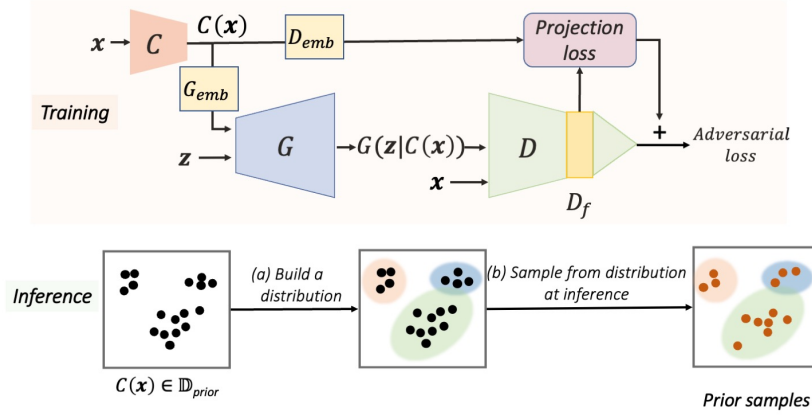 x
C
C(x)
D_emb
Projection
loss
G_emb
Training
z
G
G(z|C(x))
x
D
D_f
+
Adversarial
loss
Inference
(a) Build a
distribution
(b) Sample from distribution
at inference
C(x) ∈ 𝔻_prior
Prior samples